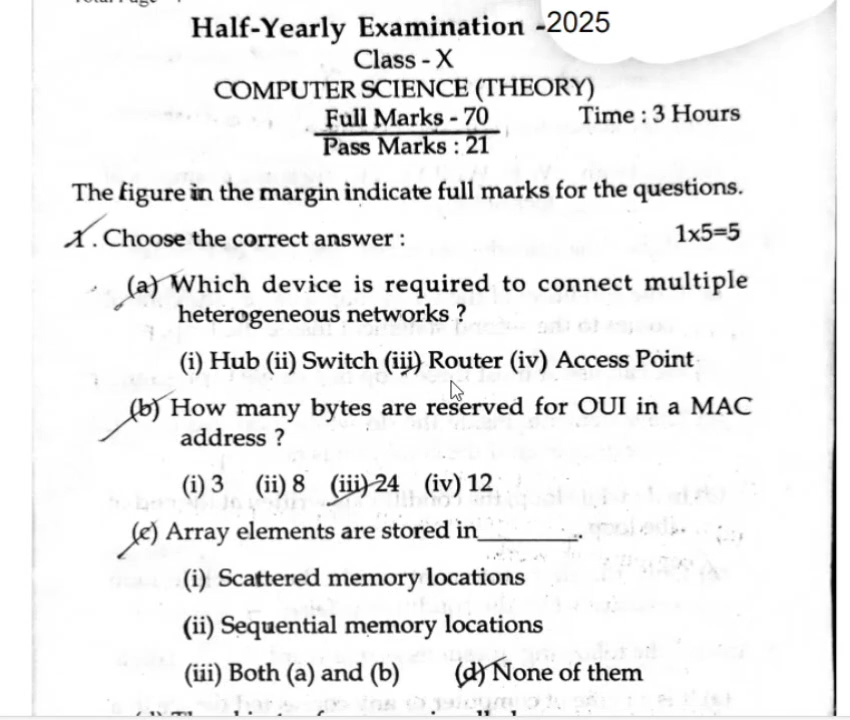 Half-Yearly Examination -2025
Class - X
COMPUTER SCIENCE (THEORY)
Full Marks - 70 Time : 3 Hours
Pass Marks : 21
The figure in the margin indicate full marks for the questions.
1. Choose the correct answer : 1x5=5
(a) Which device is required to connect multiple
heterogeneous networks ?
(i) Hub (ii) Switch (iii) Router (iv) Access Point
(b) How many bytes are reserved for OUI in a MAC
address ?
(i) 3 (ii) 8 (iii) 24 (iv) 12
(c) Array elements are stored in________.
(i) Scattered memory locations
(ii) Sequential memory locations
(iii) Both (a) and (b) (d) None of them